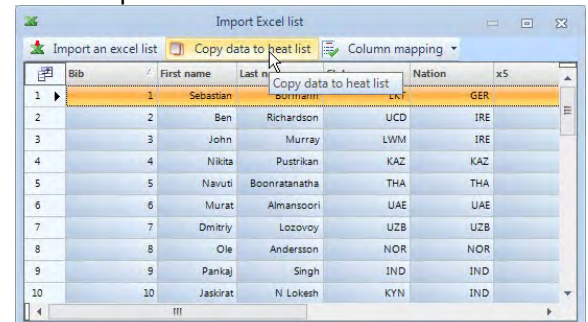 Import Excel list
Import an excel list Copy data to heat list Column mapping
Bib First name Last Nation x5
Copy data to heat list
1 1 Sebastian Bormann LKT GER
2 2 Ben Richardson UCD IRE
3 3 John Murray LWM IRE
4 4 Nikita Pustrikan KAZ KAZ
5 5 Navuti Boonratanatha THA THA
6 6 Murat Almansoori UAE UAE
7 7 Dmitriy Lozovoy UZB UZB
8 8 Ole Andersson NOR NOR
9 9 Pankaj Singh IND IND
10 10 Jaskirat N Lokesh KYN IND